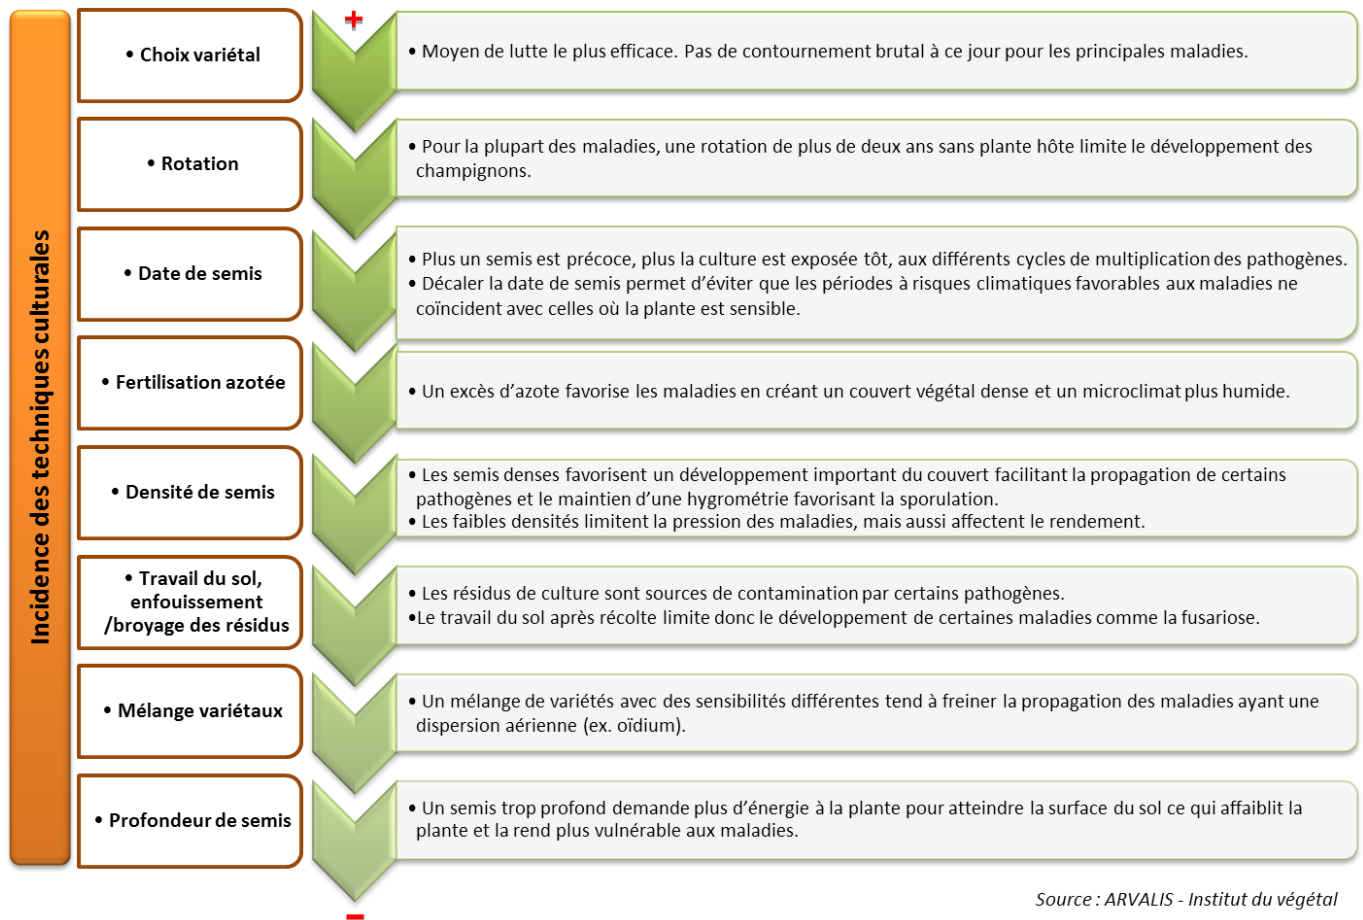 Incidence des techniques culturales
+
• Choix variétal
• Moyen de lutte le plus efficace. Pas de contournement brutal à ce jour pour les principales maladies.
• Rotation
• Pour la plupart des maladies, une rotation de plus de deux ans sans plante hôte limite le développement des
champignons.
• Date de semis
• Plus un semis est précoce, plus la culture est exposée tôt, aux différents cycles de multiplication des pathogènes.
• Décaler la date de semis permet d’éviter que les périodes à risques climatiques favorables aux maladies ne
coïncident avec celles où la plante est sensible.
• Fertilisation azotée
• Un excès d’azote favorise les maladies en créant un couvert végétal dense et un microclimat plus humide.
• Densité de semis
• Les semis denses favorisent un développement important du couvert facilitant la propagation de certains
pathogènes et le maintien d’une hygrométrie favorisant la sporulation.
• Les faibles densités limitent la pression des maladies, mais aussi affectent le rendement.
• Travail du sol,
enfouissement
/broyage des résidus
• Les résidus de culture sont sources de contamination par certains pathogènes.
•Le travail du sol après récolte limite donc le développement de certaines maladies comme la fusariose.
• Mélange variétaux
• Un mélange de variétés avec des sensibilités différentes tend à freiner la propagation des maladies ayant une
dispersion aérienne (ex. oïdium).
• Profondeur de semis
• Un semis trop profond demande plus d’énergie à la plante pour atteindre la surface du sol ce qui affaiblit la
plante et la rend plus vulnérable aux maladies.
–
Source : ARVALIS - Institut du végétal